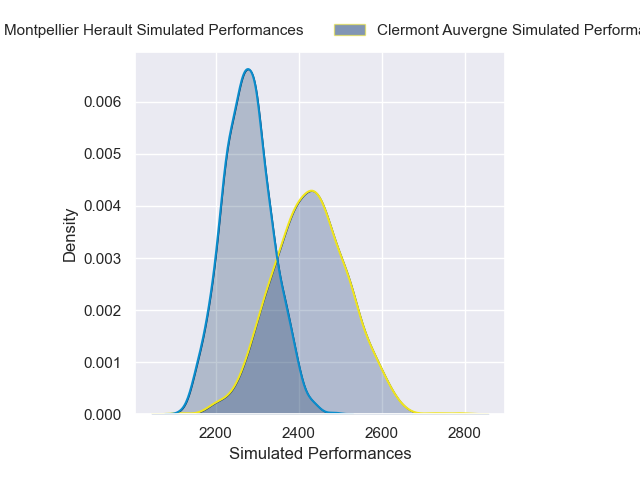 Montpellier Herault Simulated Performances
Clermont Auvergne Simulated Performa
0.006
0.005
0.004
0.003
0.002
0.001
0.000
Density
2200 2400 2600 2800
Simulated Performances